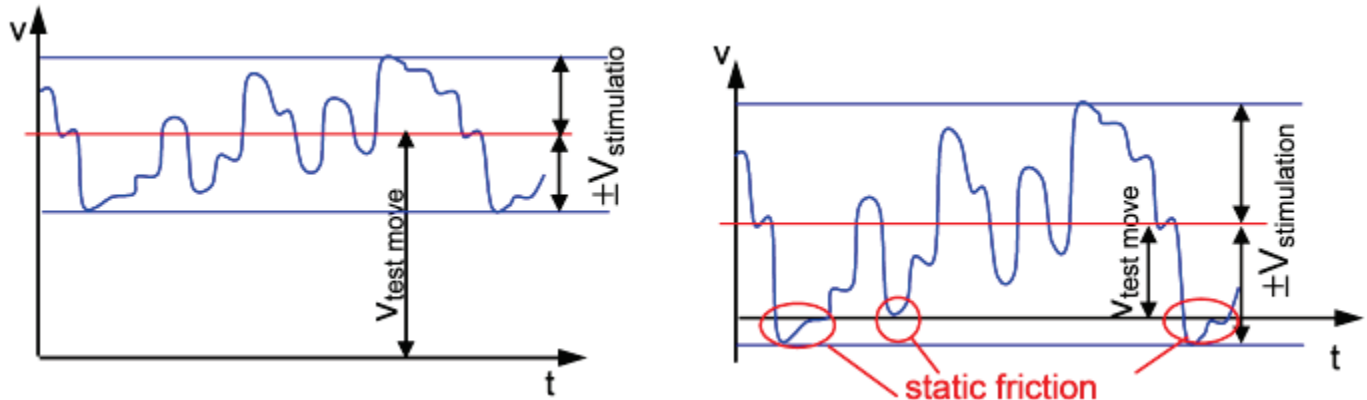 v
±Vstimulatio
vtest move
t
v
±Vstimulation
vtest move
t
static friction